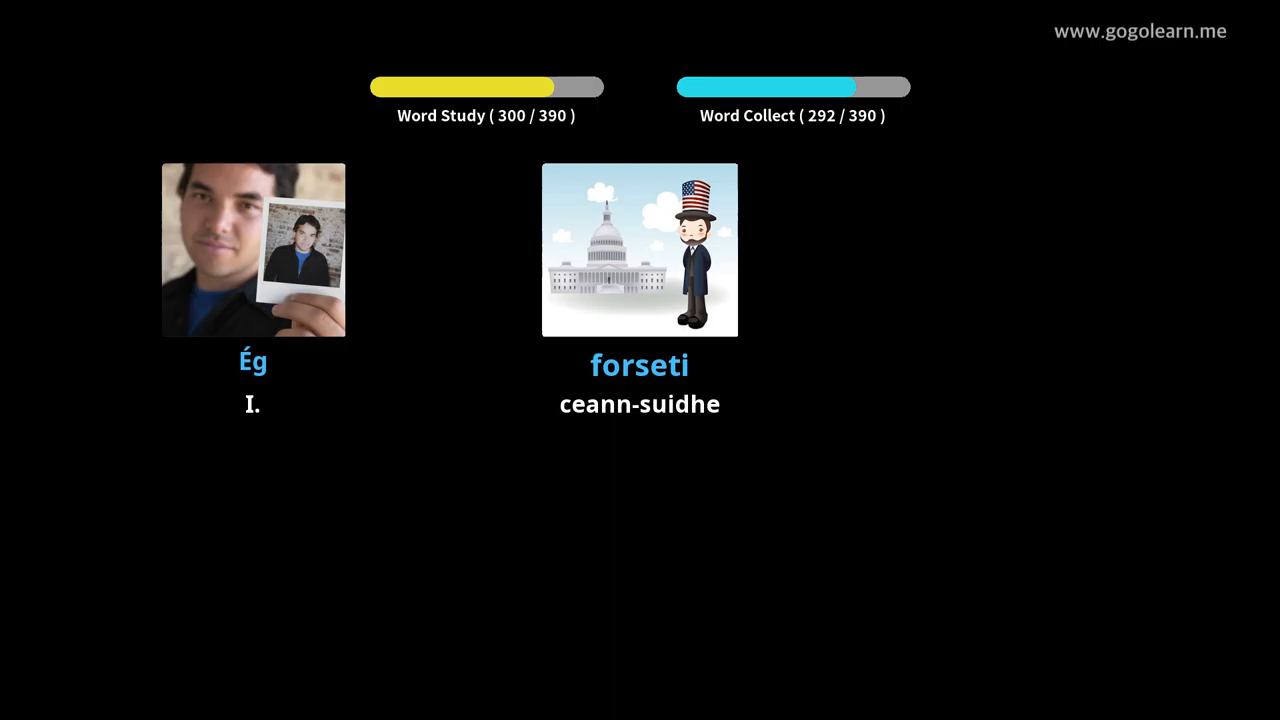 www.gogolearn.me
Word Study ( 300 / 390 )
Word Collect ( 292 / 390 )
Ég
I.
forseti
ceann-suidhe